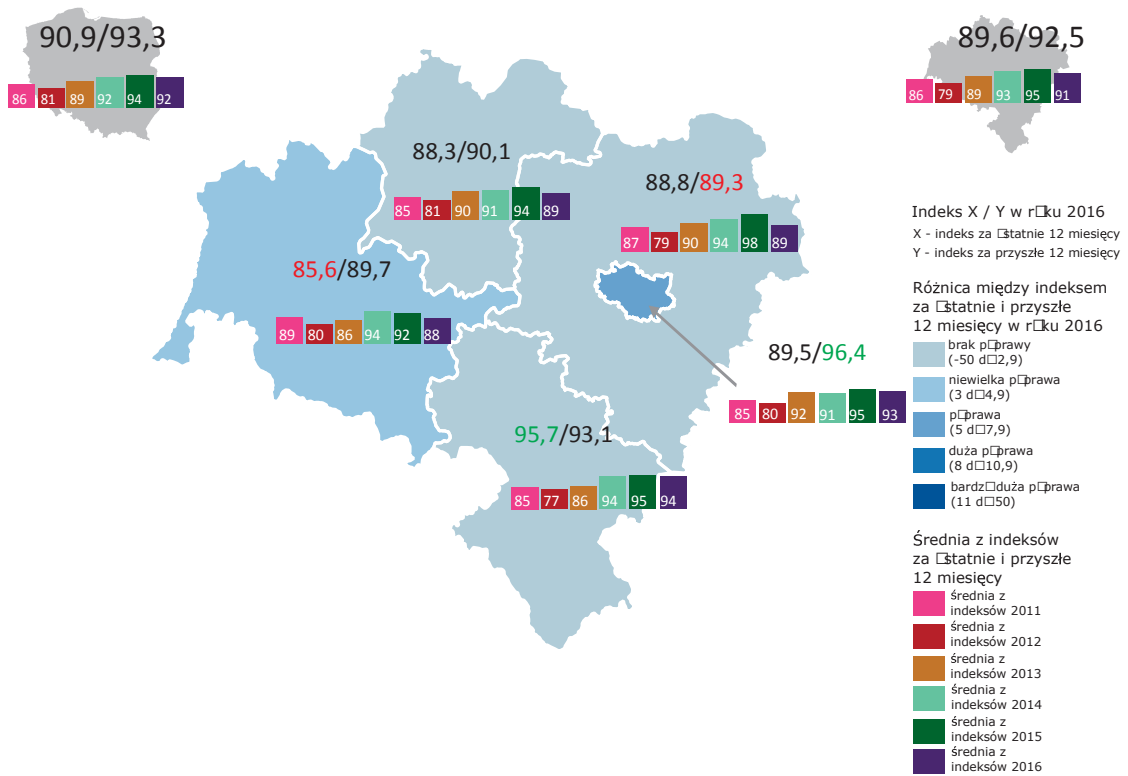 90,9/93,3
86 81 89 92 94 92
89,6/92,5
86 79 89 93 95 91
88,3/90,1
85 81 90 91 94 89
88,8/89,3
87 79 90 94 98 89
85,6/89,7
89 80 86 94 92 88
89,5/96,4
85 80 92 91 95 93
95,7/93,1
85 77 86 94 95 94
Indeks X / Y w r□ku 2016
X - indeks za □statnie 12 miesięcy
Y - indeks za przyszłe 12 miesięcy
Różnica między indeksem
za □statnie i przyszłe
12 miesięcy w r□ku 2016
brak p□prawy
(-50 d□2,9)
niewielka p□prawa
(3 d□4,9)
p□prawa
(5 d□7,9)
duża p□prawa
(8 d□10,9)
bardz□duża p□prawa
(11 d□50)
Średnia z indeksów
za □statnie i przyszłe
12 miesięcy
średnia z
indeksów 2011
średnia z
indeksów 2012
średnia z
indeksów 2013
średnia z
indeksów 2014
średnia z
indeksów 2015
średnia z
indeksów 2016